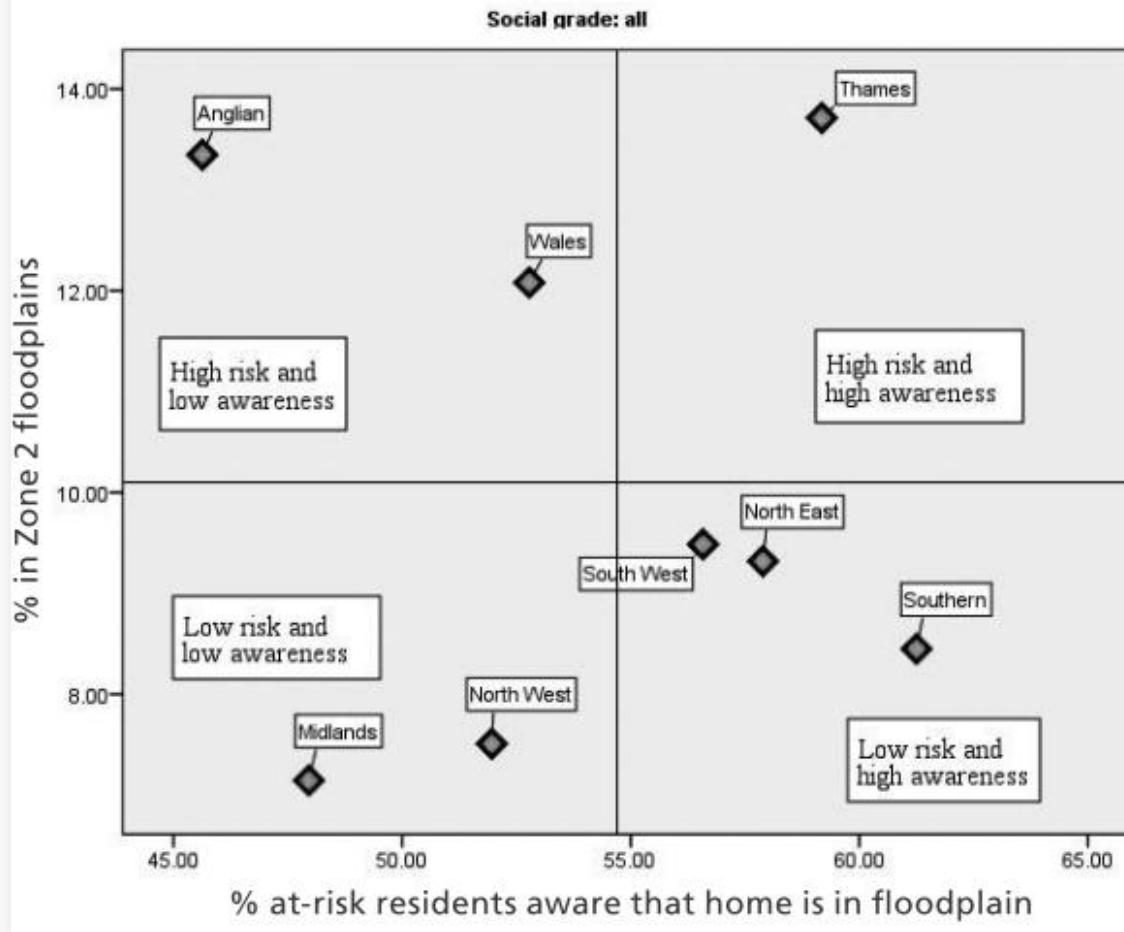 Social grade: all
14.00
12.00
10.00
8.00
% in Zone 2 floodplains
Anglian
Thames
Wales
High risk and
low awareness
High risk and
high awareness
North East
South West
Southern
Low risk and
low awareness
North West
Midlands
Low risk and
high awareness
45.00
50.00
55.00
60.00
65.00
% at-risk residents aware that home is in floodplain